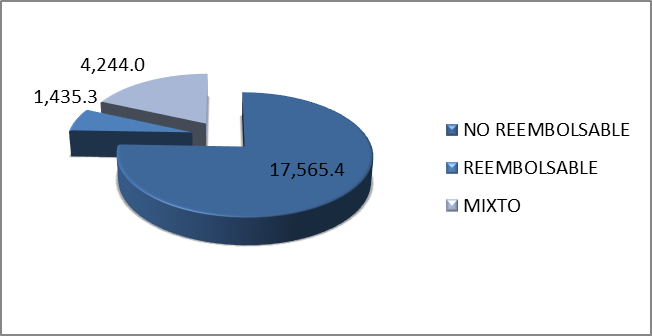 4,244.0
1,435.3
17,565.4
NO REEMBOLSABLE
REEMBOLSABLE
MIXTO